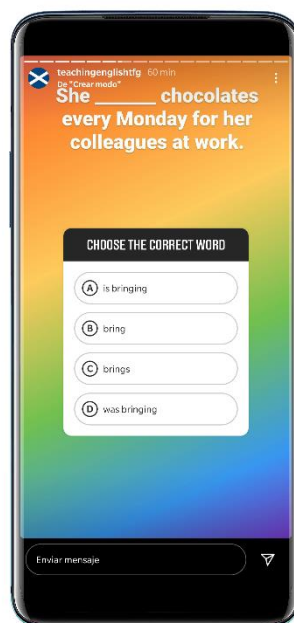 teachingenglishtfg 60 min
De "Crear modo"
She ______ chocolates
every Monday for her
colleagues at work.
CHOOSE THE CORRECT WORD
A is bringing
B bring
C brings
D was bringing
Enviar mensaje